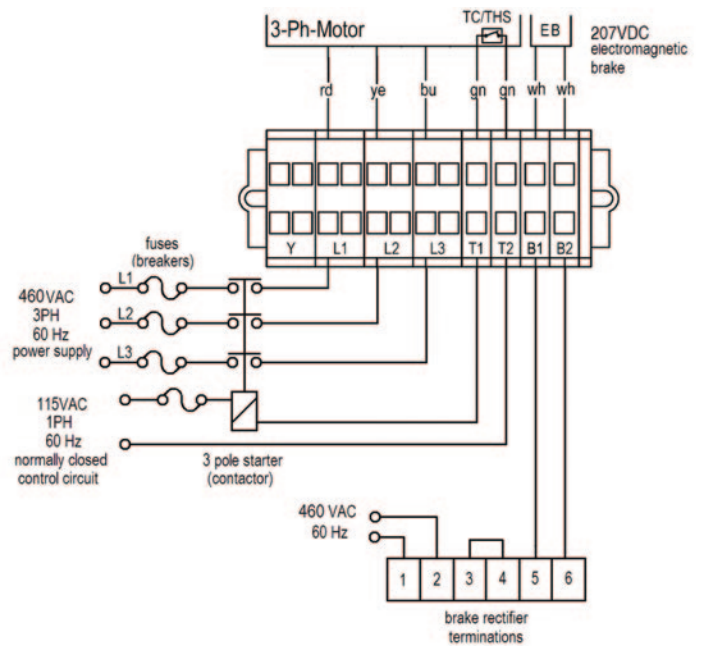 3-Ph-Motor
TC/THS
EB
207VDC
electromagnetic
brake
rd
ye
bu
gn
gn
wh
wh
Y
L1
L2
L3
T1
T2
B1
B2
fuses
(breakers)
L1
L2
L3
460VAC
3PH
60 Hz
power supply
115VAC
1PH
60 Hz
normally closed
control circuit
3 pole starter
(contactor)
460 VAC
60 Hz
1
2
3
4
5
6
brake rectifier
terminations